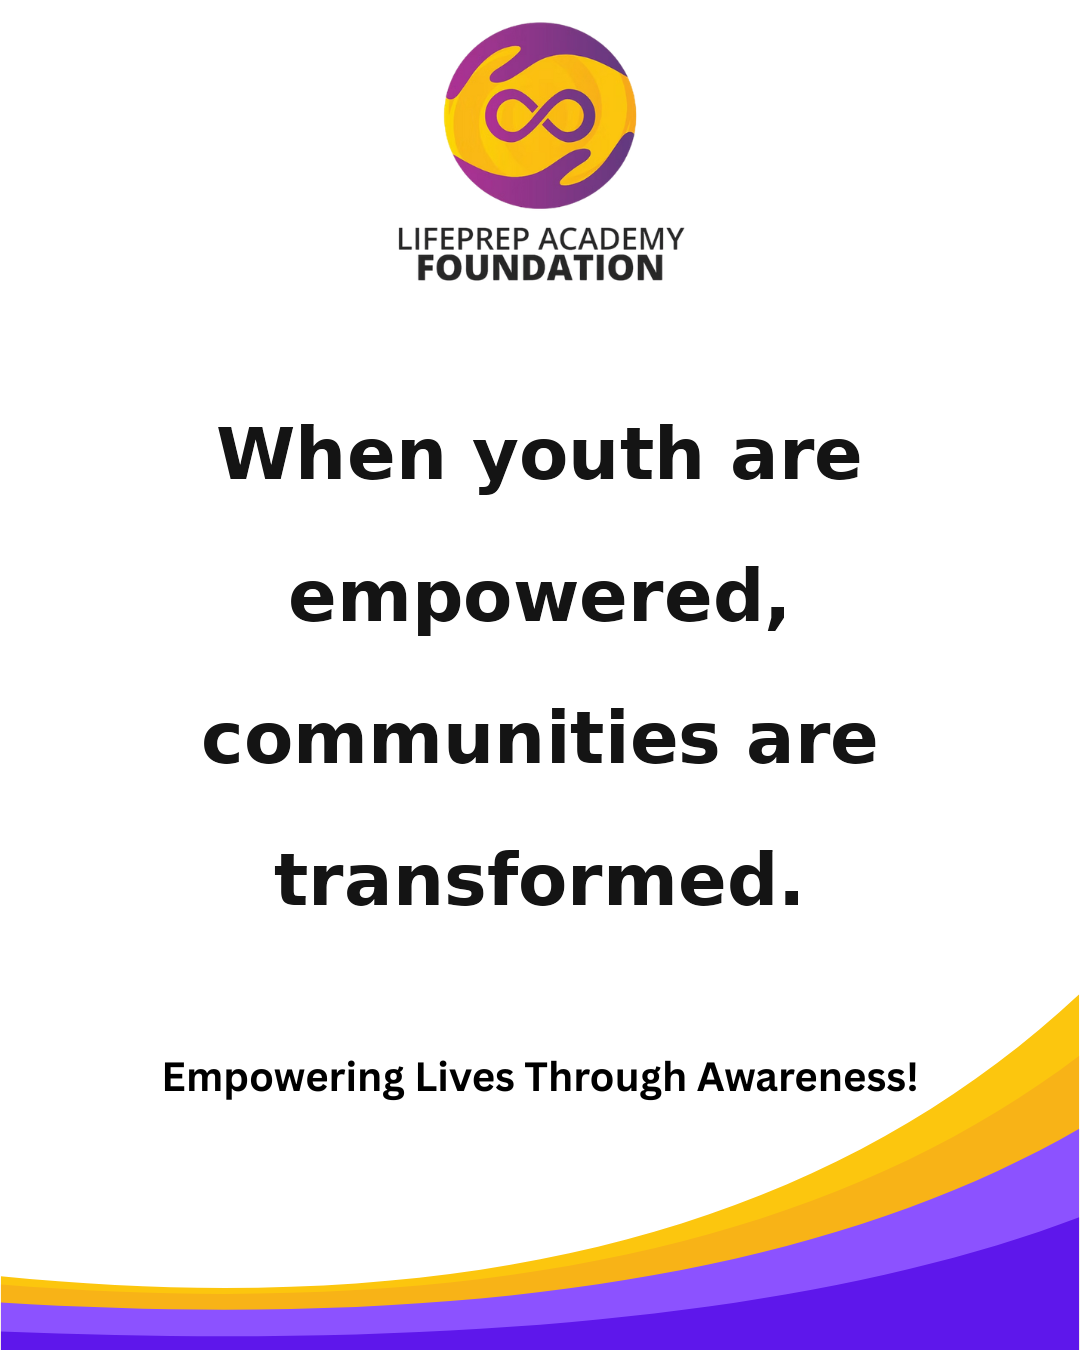 LIFEPREP ACADEMY
FOUNDATION
When youth are
empowered,
communities are
transformed.
Empowering Lives Through Awareness!